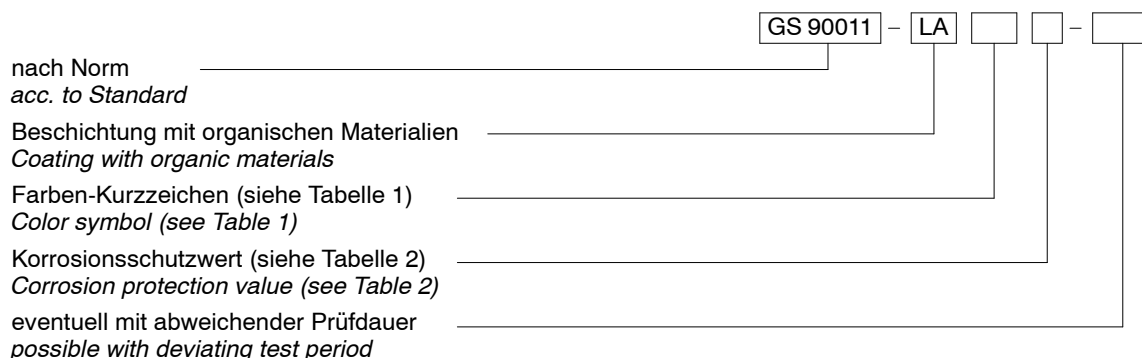 GS 90011 – LA –
nach Norm
acc. to Standard
Beschichtung mit organischen Materialien
Coating with organic materials
Farben-Kurzzeichen (siehe Tabelle 1)
Color symbol (see Table 1)
Korrosionsschutzwert (siehe Tabelle 2)
Corrosion protection value (see Table 2)
eventuell mit abweichender Prüfdauer
possible with deviating test period